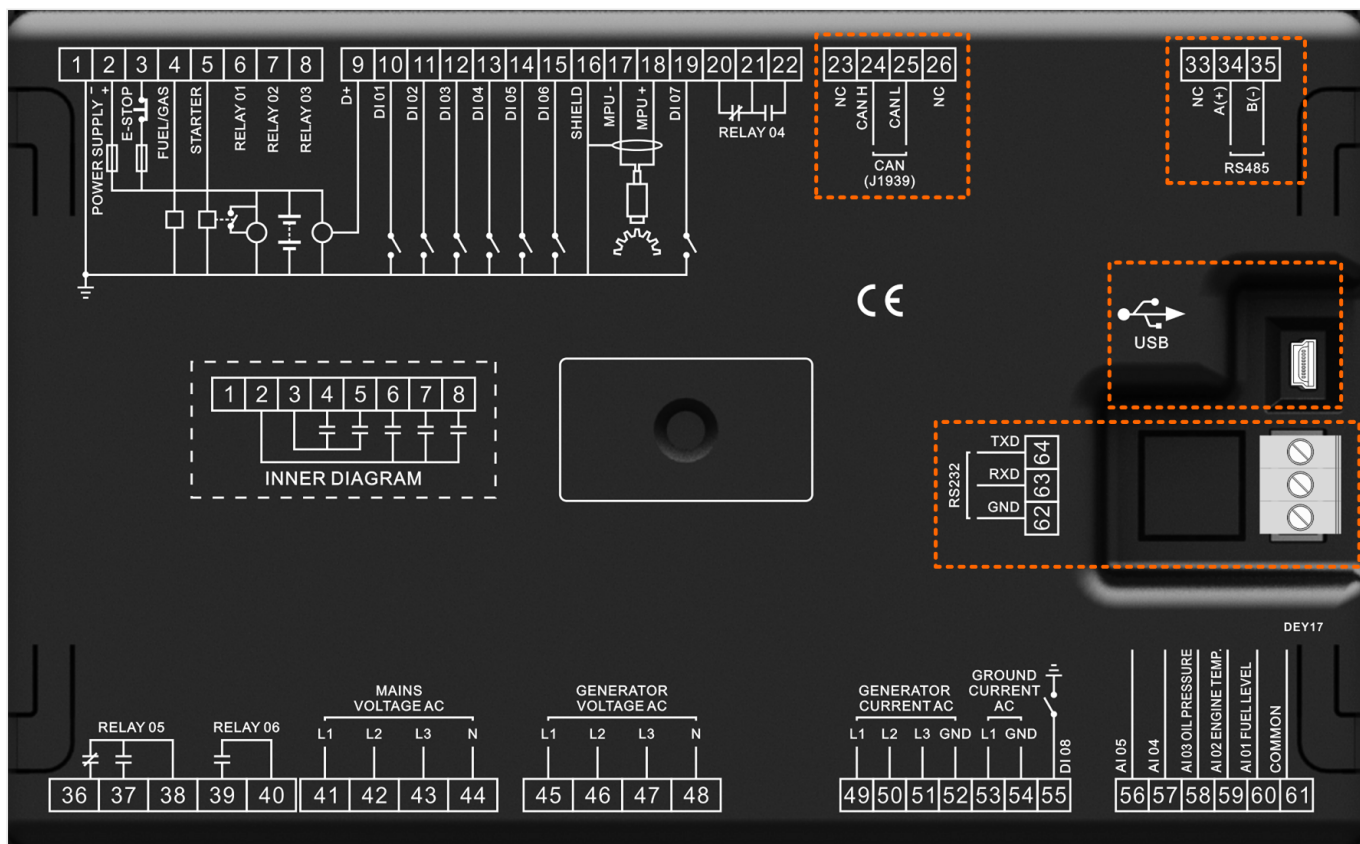 1 2 3 4 5 6 7 8
POWER SUPPLY − +
E-STOP
FUEL/GAS
STARTER
RELAY 01
RELAY 02
RELAY 03
9 10 11 12 13 14 15 16 17 18 19 20 21 22
D+
DI 01
DI 02
DI 03
DI 04
DI 05
DI 06
SHIELD
MPU -
MPU +
DI 07
RELAY 04
23 24 25 26
NC
CAN H
CAN L
NC
CAN
(J1939)
33 34 35
NC
A(+)
B(-)
RS485
CE
USB
1 2 3 4 5 6 7 8
INNER DIAGRAM
RS232
TXD 64
RXD 63
GND 62
DEY17
RELAY 05
36 37 38
RELAY 06
39 40
MAINS
VOLTAGE AC
L1 L2 L3 N
41 42 43 44
GENERATOR
VOLTAGE AC
L1 L2 L3 N
45 46 47 48
GENERATOR
CURRENT AC
L1 L2 L3 GND
GROUND
CURRENT
AC
L1 GND
DI 08
49 50 51 52 53 54 55
AI 05
AI 04
AI 03 OIL PRESSURE
AI 02 ENGINE TEMP.
AI 01 FUEL LEVEL
COMMON
56 57 58 59 60 61